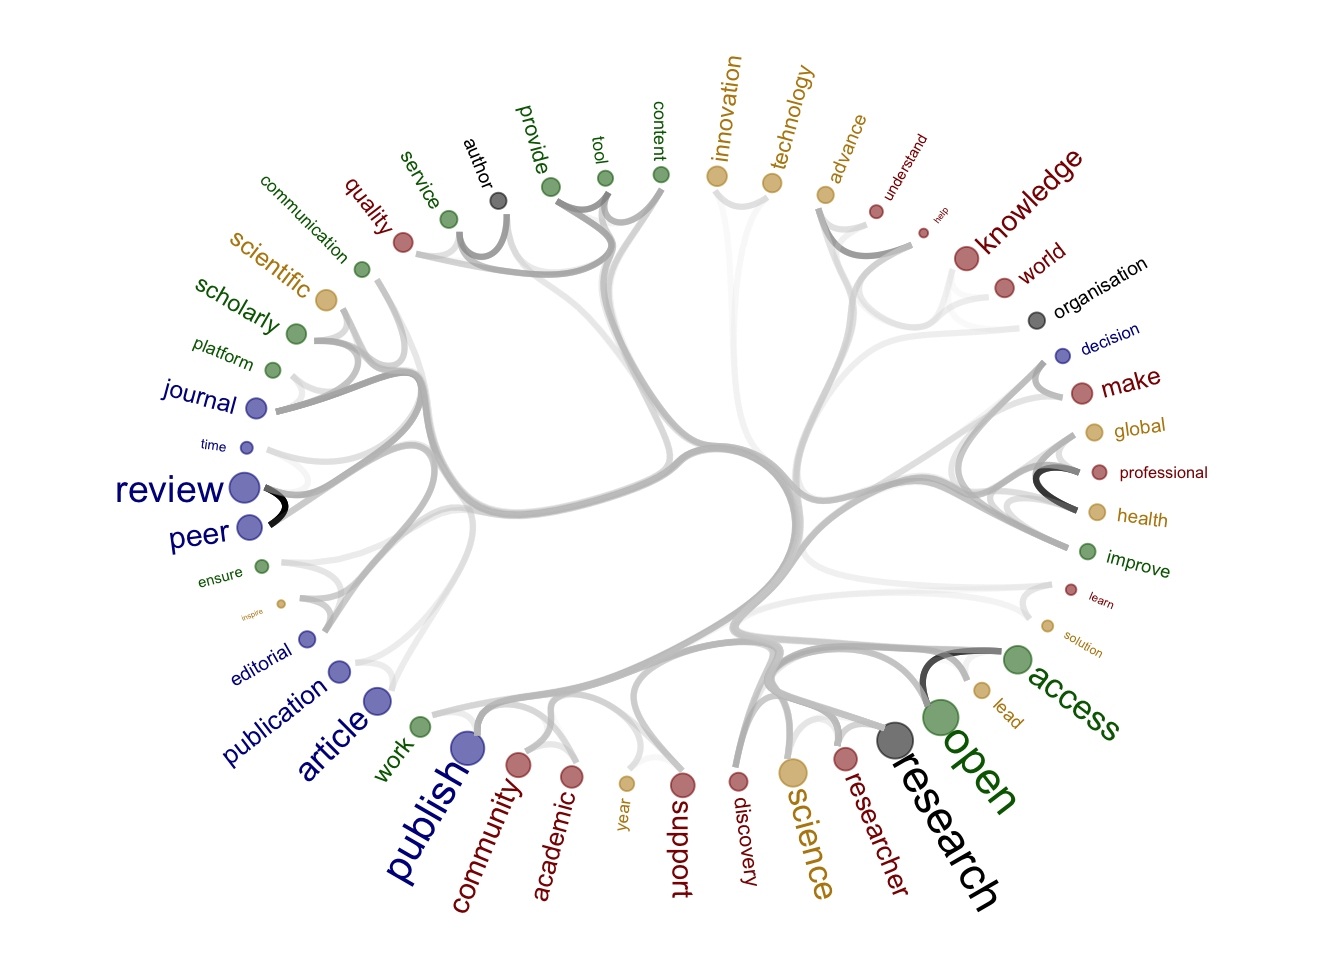 innovation
technology
advance
understand
help
knowledge
world
organisation
decision
make
global
professional
health
improve
learn
solution
access
lead
open
research
researcher
science
discovery
support
year
academic
community
publish
work
article
publication
editorial
inspire
ensure
peer
review
time
journal
platform
scholarly
scientific
communication
quality
service
author
provide
tool
content